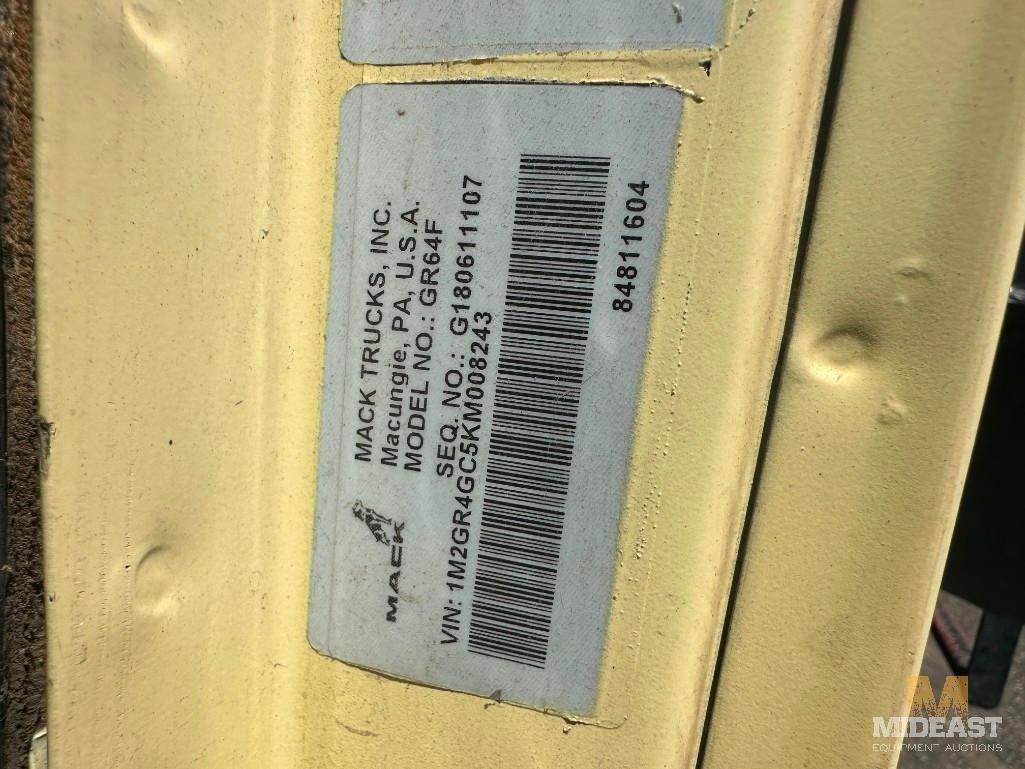 MACK TRUCKS, INC.
Macungie, PA, U.S.A.
MODEL NO.: GR64F
SEQ. NO.: G180611107
VIN: 1M2GR4GC5KM008243
84811604
MACK
M
MIDEAST
EQUIPMENT AUCTIONS